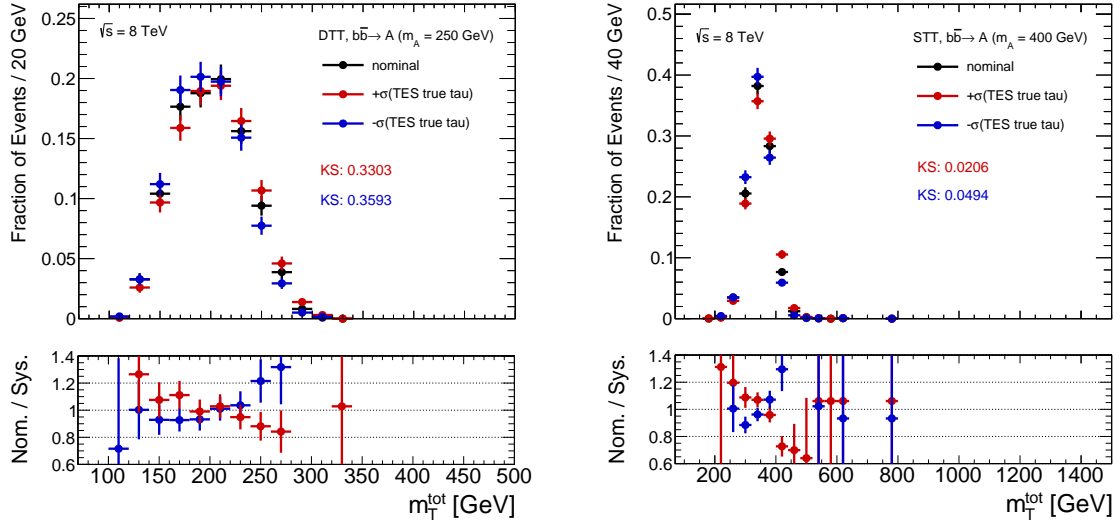 √s = 8 TeV
DTT, bb̄→ A (m_A = 250 GeV)
nominal
+σ(TES true tau)
-σ(TES true tau)
KS: 0.3303
KS: 0.3593
Fraction of Events / 20 GeV
0.25
0.2
0.15
0.1
0.05
0
Nom. / Sys.
1.4
1.2
1.0
0.8
0.6
50 100 150 200 250 300 350 400 450 500
m_T^tot [GeV]
√s = 8 TeV
STT, bb̄→ A (m_A = 400 GeV)
nominal
+σ(TES true tau)
-σ(TES true tau)
KS: 0.0206
KS: 0.0494
Fraction of Events / 40 GeV
0.5
0.4
0.3
0.2
0.1
0
Nom. / Sys.
1.4
1.2
1.0
0.8
0.6
200 400 600 800 1000 1200 1400
m_T^tot [GeV]